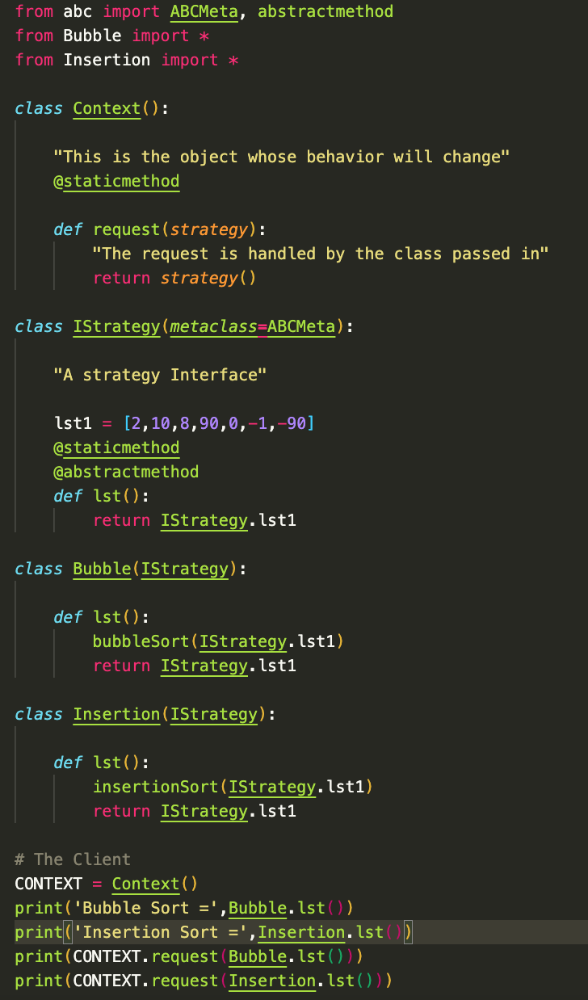 from abc import ABCMeta, abstractmethod
from Bubble import *
from Insertion import *
class Context():
"This is the object whose behavior will change"
@staticmethod
def request(strategy):
"The request is handled by the class passed in"
return strategy()
class IStrategy(metaclass=ABCMeta):
"A strategy Interface"
lst1 = [2,10,8,90,0,-1,-90]
@staticmethod
@abstractmethod
def lst():
return IStrategy.lst1
class Bubble(IStrategy):
def lst():
bubbleSort(IStrategy.lst1)
return IStrategy.lst1
class Insertion(IStrategy):
def lst():
insertionSort(IStrategy.lst1)
return IStrategy.lst1
# The Client
CONTEXT = Context()
print('Bubble Sort =',Bubble.lst())
print('Insertion Sort =',Insertion.lst())
print(CONTEXT.request(Bubble.lst()))
print(CONTEXT.request(Insertion.lst()))